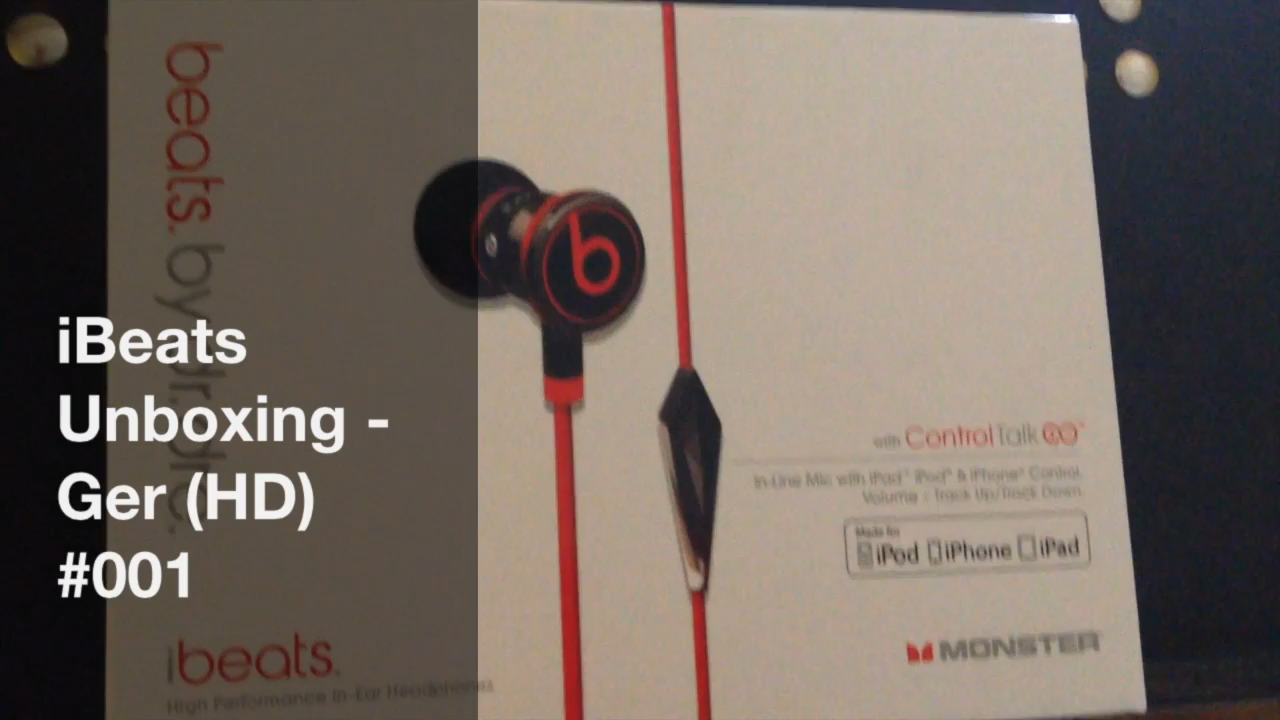 beats. by dr. dre.
iBeats
Unboxing -
Ger (HD)
#001
b
with ControlTalk
In-Line Mic with iPad™ iPod® & iPhone® Control.
Volume - Track Up/Track Down
Made for
iPod iPhone iPad
MONSTER
ibeats.
High Performance In-Ear Headphones